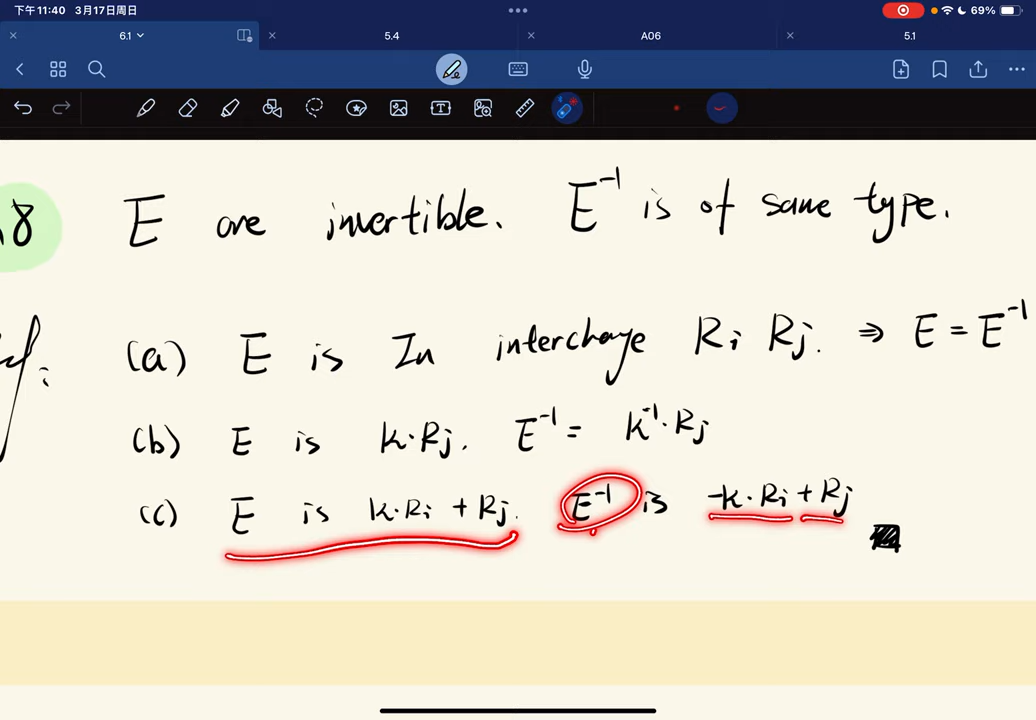 下午11:40 3月17日周日 69%
6.1 5.4 A06 5.1
.8 E are invertible. E⁻¹ is of same type.
(a) E is In interchange Ri Rj. ⇒ E = E⁻¹
(b) E is k·Rj. E⁻¹ = k⁻¹·Rj
(c) E is k·Ri + Rj. E⁻¹ is -k·Ri + Rj